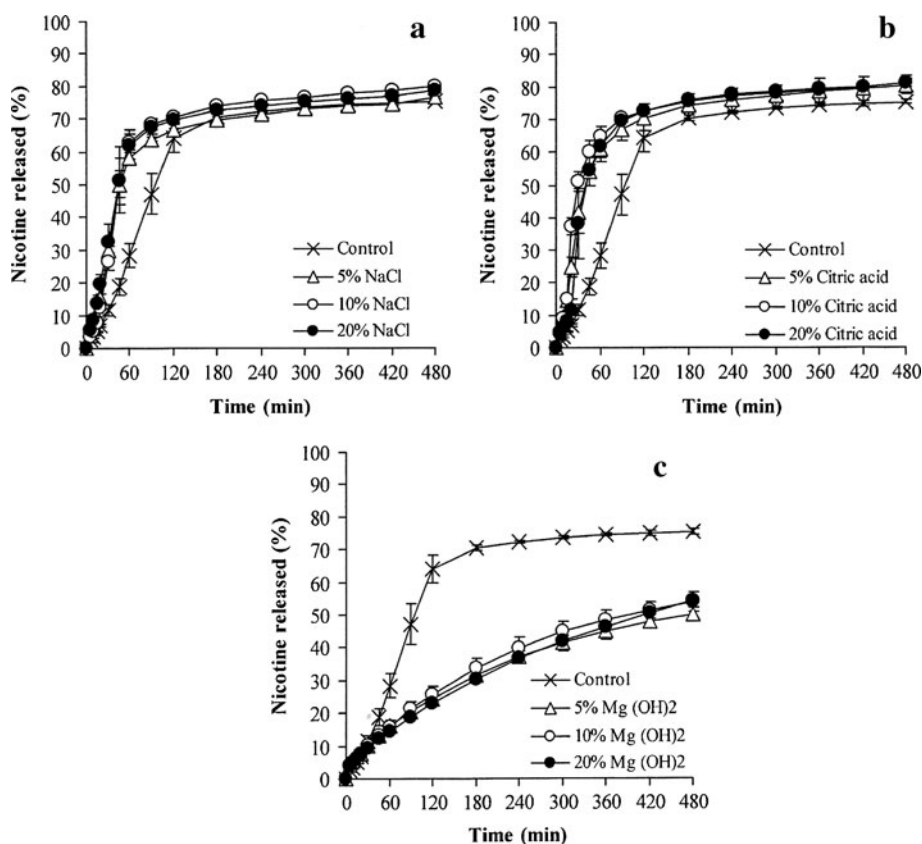 a
100
90
80
70
60
50
40
30
20
10
0
Nicotine released (%)
Control
5% NaCl
10% NaCl
20% NaCl
0 60 120 180 240 300 360 420 480
Time (min)
b
100
90
80
70
60
50
40
30
20
10
0
Nicotine released (%)
Control
5% Citric acid
10% Citric acid
20% Citric acid
0 60 120 180 240 300 360 420 480
Time (min)
c
100
90
80
70
60
50
40
30
20
10
0
Nicotine released (%)
Control
5% Mg (OH)2
10% Mg (OH)2
20% Mg (OH)2
0 60 120 180 240 300 360 420 480
Time (min)